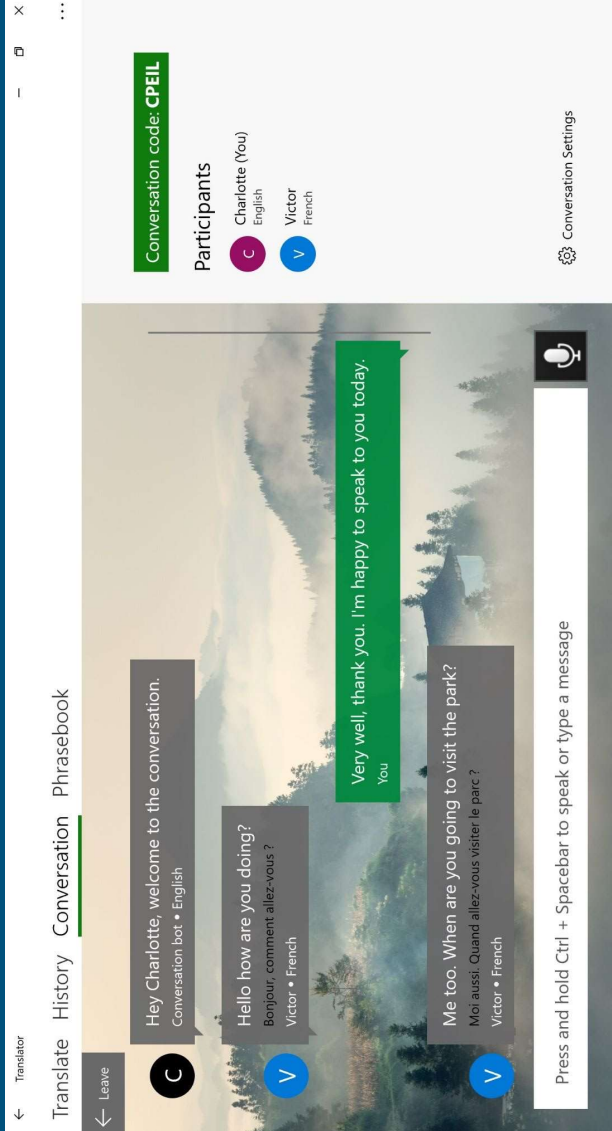 Translator
Translate History Conversation Phrasebook
Leave
C
Hey Charlotte, welcome to the conversation.
Conversation bot • English
V
Hello how are you doing?
Bonjour, comment allez-vous ?
Victor • French
Very well, thank you. I'm happy to speak to you today.
You
V
Me too. When are you going to visit the park?
Moi aussi. Quand allez-vous visiter le parc ?
Victor • French
Press and hold Ctrl + Spacebar to speak or type a message
Conversation code: CPEIL
Participants
C
Charlotte (You)
English
V
Victor
French
Conversation Settings